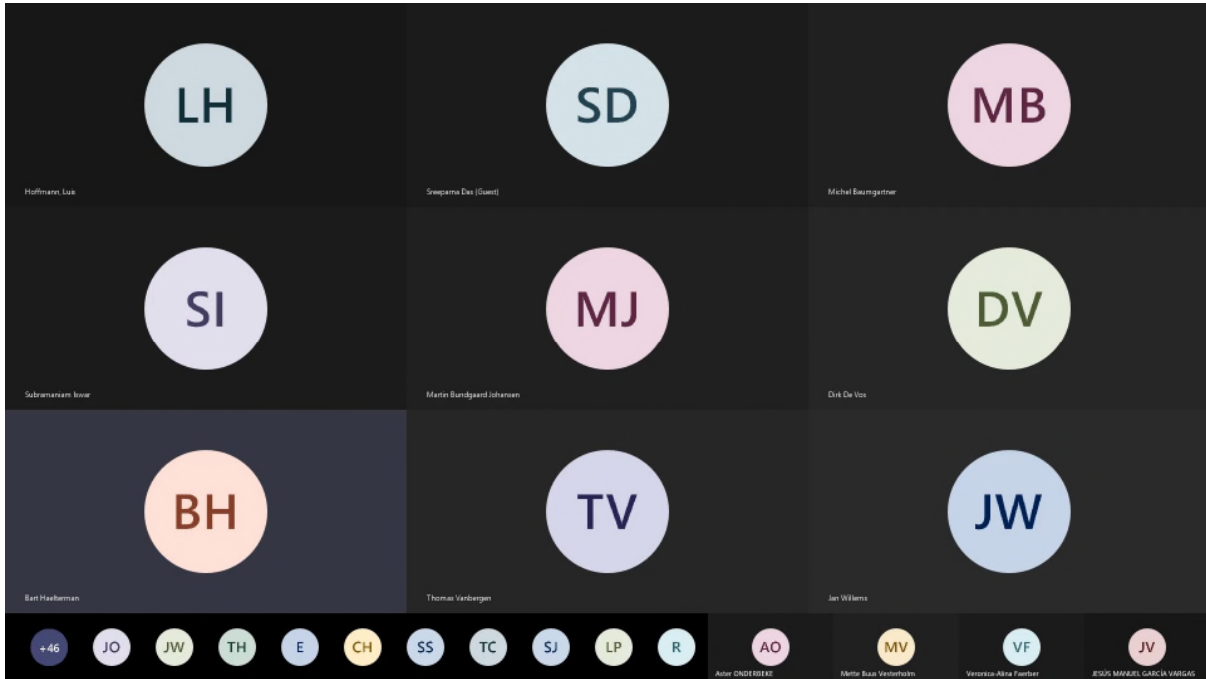 LH
SD
MB
Hoffmann, Luis
Sreeparna Das (Guest)
Michel Baumgartner
SI
MJ
DV
Subramaniam Iswar
Martin Bundgaard Johansen
Dirk De Vos
BH
TV
JW
Bart Haelterman
Thomas Vanbergen
Jan Willems
+46
JO
JW
TH
E
CH
SS
TC
SJ
LP
R
AO
MV
VF
JV
Aster ONDERBEKE
Mette Buus Vesterholm
Veronica-Alina Faerber
JESÚS MANUEL GARCÍA VARGAS